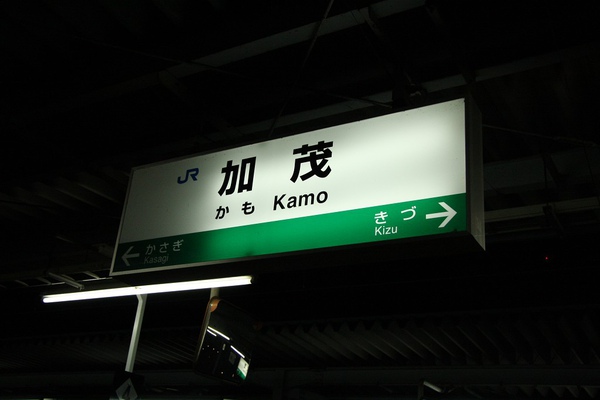 JR 加茂
かも Kamo
← かさぎ
Kasagi
きづ →
Kizu